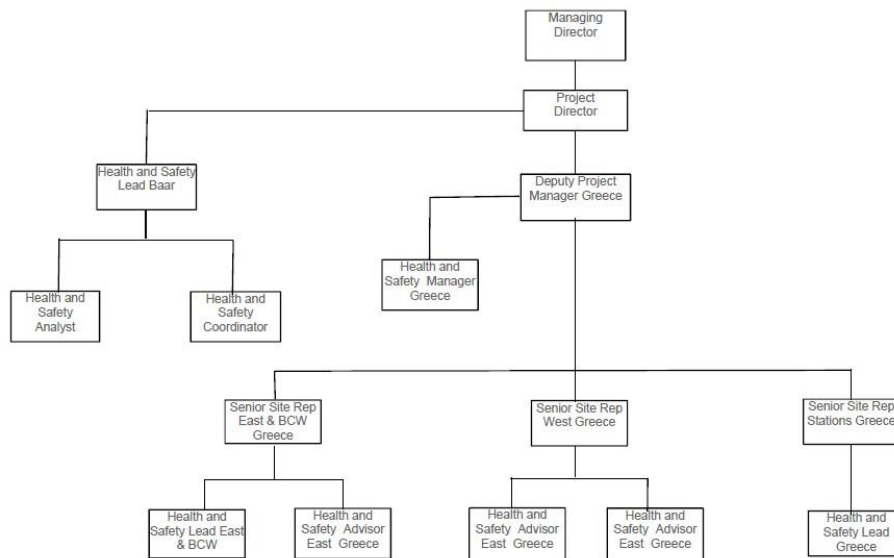 Managing
Director
Project
Director
Health and Safety
Lead Baar
Deputy Project
Manager Greece
Health and
Safety Manager
Greece
Health and
Safety
Analyst
Health and
Safety
Coordinator
Senior Site Rep
East & BCW
Greece
Senior Site Rep
West Greece
Senior Site Rep
Stations Greece
Health and
Safety Lead East
& BCW
Health and
Safety Advisor
East Greece
Health and
Safety Advisor
East Greece
Health and
Safety Advisor
East Greece
Health and
Safety Lead
Greece